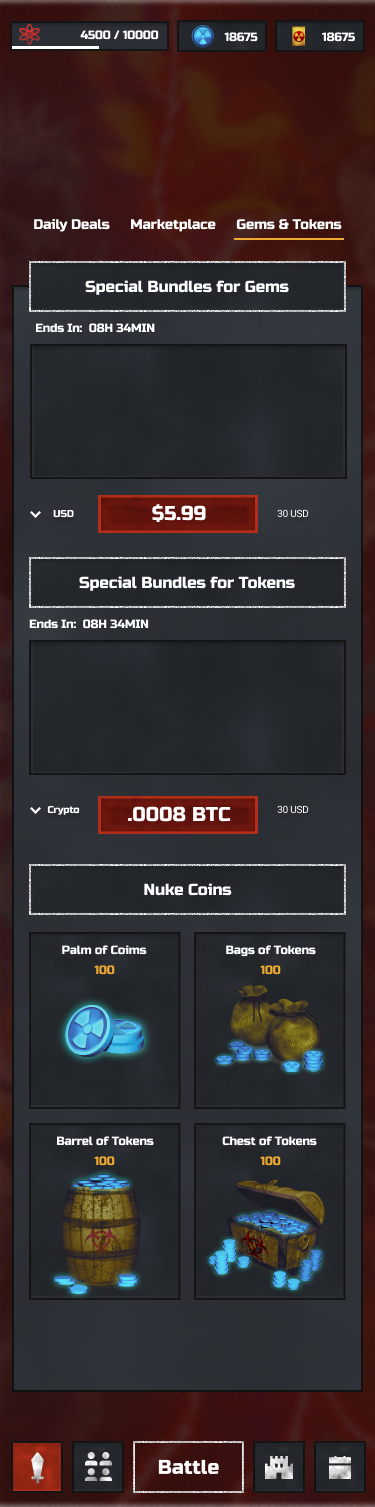 4500 / 10000
18675
18675
Daily Deals
Marketplace
Gems & Tokens
Special Bundles for Gems
Ends In: 08H 34MIN
USD
$5.99
30 USD
Special Bundles for Tokens
Ends In: 08H 34MIN
Crypto
.0008 BTC
30 USD
Nuke Coins
Palm of Coims
100
Bags of Tokens
100
Barrel of Tokens
100
Chest of Tokens
100
Battle